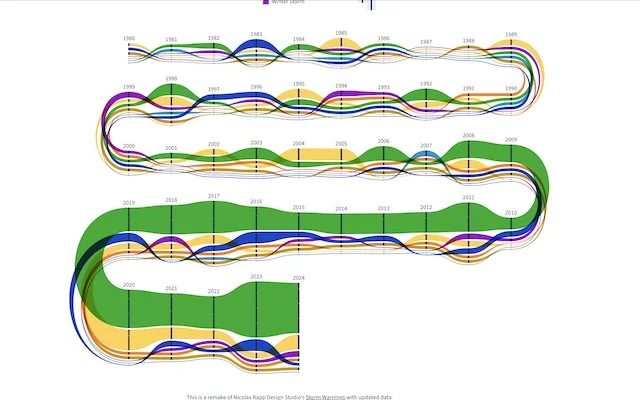 Winter Storm
1980 1981 1982 1983 1984 1985 1986 1987 1988 1989
1999 1998 1997 1996 1995 1994 1993 1992 1991 1990
2000 2001 2002 2003 2004 2005 2006 2007 2008 2009
2019 2018 2017 2016 2015 2014 2013 2012 2011 2010
2020 2021 2022 2023 2024
This is a remake of Nicolas Rapp Design Studio's Storm Warnings with updated data.